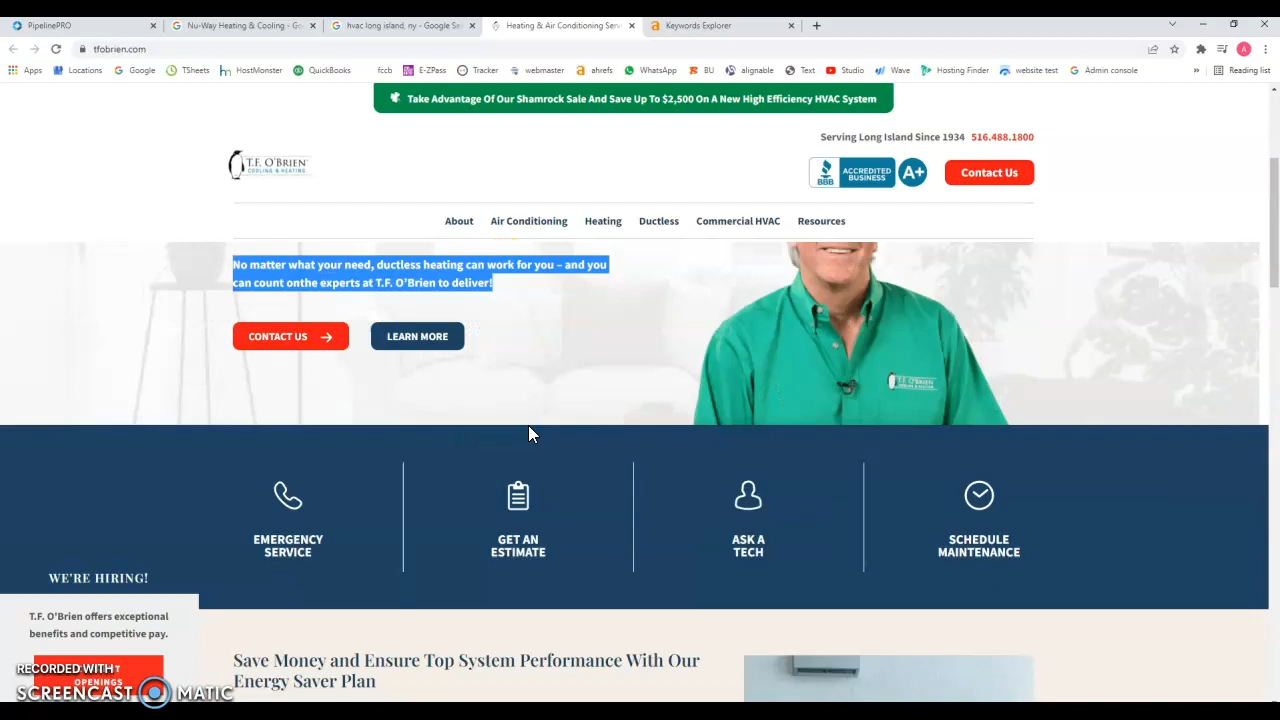 PipelinePRO
Nu-Way Heating & Cooling - Go
hvac long island, ny - Google Se
Heating & Air Conditioning Serv
Keywords Explorer
tfobrien.com
Apps
Locations
Google
TSheets
HostMonster
QuickBooks
fccb
E-ZPass
Tracker
webmaster
ahrefs
WhatsApp
BU
alignable
Text
Studio
Wave
Hosting Finder
website test
Admin console
»
Reading list
Take Advantage Of Our Shamrock Sale And Save Up To $2,500 On A New High Efficiency HVAC System
Serving Long Island Since 1934 516.488.1800
T.F. O'BRIEN
COOLING & HEATING
BBB
ACCREDITED
BUSINESS
A+
Contact Us
About
Air Conditioning
Heating
Ductless
Commercial HVAC
Resources
No matter what your need, ductless heating can work for you – and you
can count onthe experts at T.F. O'Brien to deliver!
CONTACT US
LEARN MORE
T.F. O'BRIEN
EMERGENCY
SERVICE
GET AN
ESTIMATE
ASK A
TECH
SCHEDULE
MAINTENANCE
WE'RE HIRING!
T.F. O'Brien offers exceptional
benefits and competitive pay.
OPENINGS
RECORDED WITH
SCREENCAST MATIC
Save Money and Ensure Top System Performance With Our
Energy Saver Plan